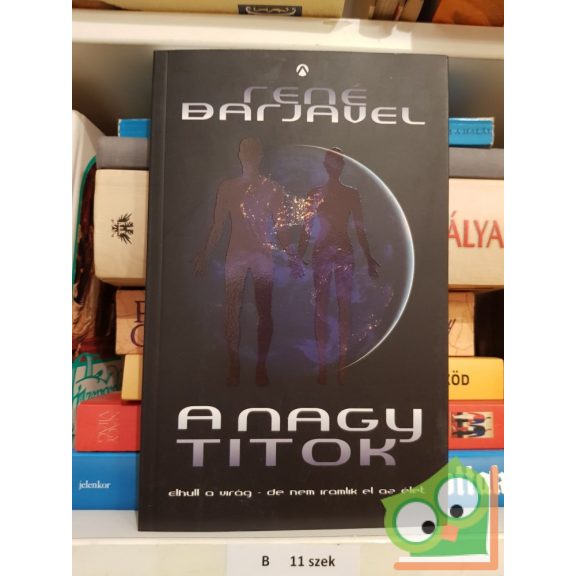 RENÉ
BARJAVEL
A NAGY
TITOK
elhull a virág - de nem iramlik el az élet
ÁLYA
KÖD
jelenkor
B 11 szek